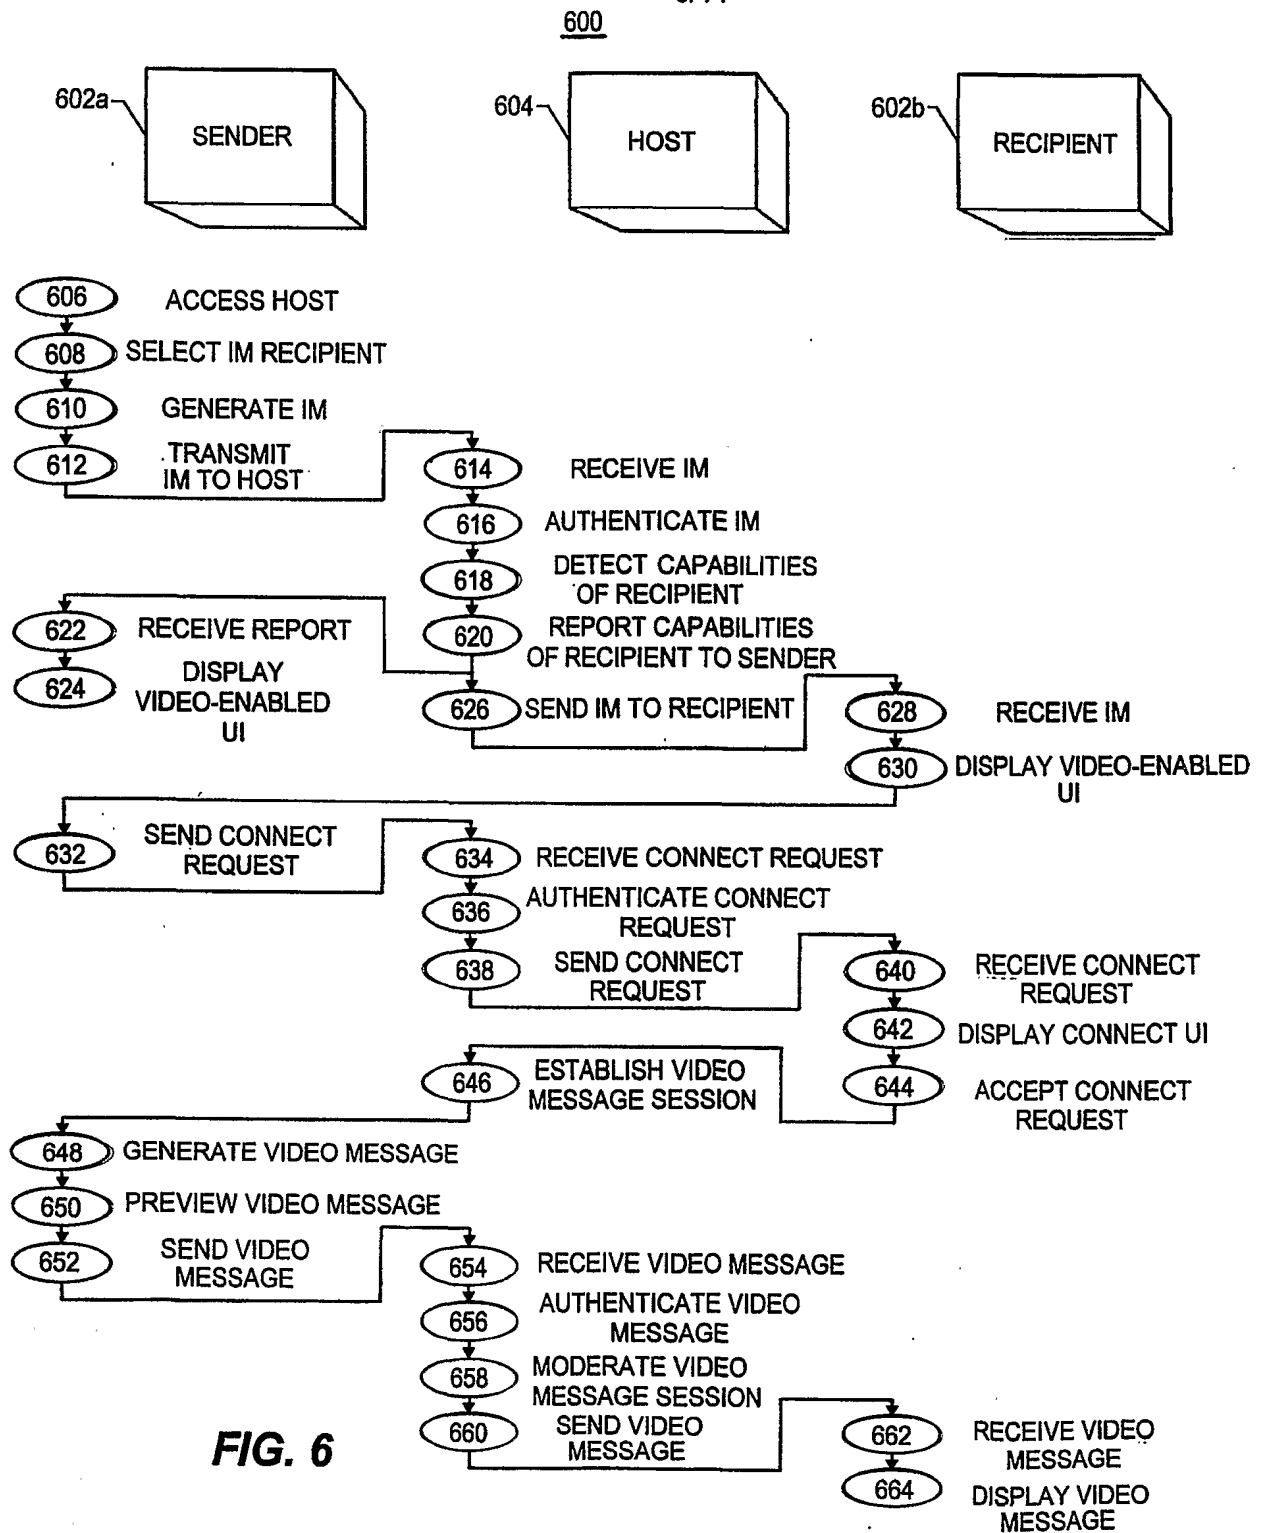 600
602a
SENDER
604
HOST
602b
RECIPIENT
606 ACCESS HOST
608 SELECT IM RECIPIENT
610 GENERATE IM
612 TRANSMIT
IM TO HOST
614 RECEIVE IM
616 AUTHENTICATE IM
618 DETECT CAPABILITIES
OF RECIPIENT
620 REPORT CAPABILITIES
OF RECIPIENT TO SENDER
622 RECEIVE REPORT
624 DISPLAY
VIDEO-ENABLED
UI
626 SEND IM TO RECIPIENT
628 RECEIVE IM
630 DISPLAY VIDEO-ENABLED
UI
632 SEND CONNECT
REQUEST
634 RECEIVE CONNECT REQUEST
636 AUTHENTICATE CONNECT
REQUEST
638 SEND CONNECT
REQUEST
640 RECEIVE CONNECT
REQUEST
642 DISPLAY CONNECT UI
644 ACCEPT CONNECT
REQUEST
646 ESTABLISH VIDEO
MESSAGE SESSION
648 GENERATE VIDEO MESSAGE
650 PREVIEW VIDEO MESSAGE
652 SEND VIDEO
MESSAGE
654 RECEIVE VIDEO MESSAGE
656 AUTHENTICATE VIDEO
MESSAGE
658 MODERATE VIDEO
MESSAGE SESSION
660 SEND VIDEO
MESSAGE
662 RECEIVE VIDEO
MESSAGE
664 DISPLAY VIDEO
MESSAGE
FIG. 6